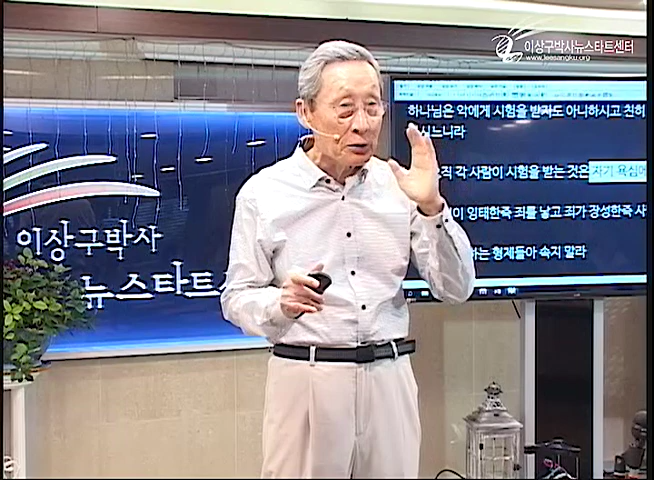 이상구박사뉴스타트센터
www.leesangku.org
하나님은 악에게 시험을 받지도 아니하시고 친히
시느니라
직 각 사람이 시험을 받는 것은 자기 욕심에
이 잉태한즉 죄를 낳고 죄가 장성한즉 사
하는 형제들아 속지 말라
이상구박사
뉴스타트